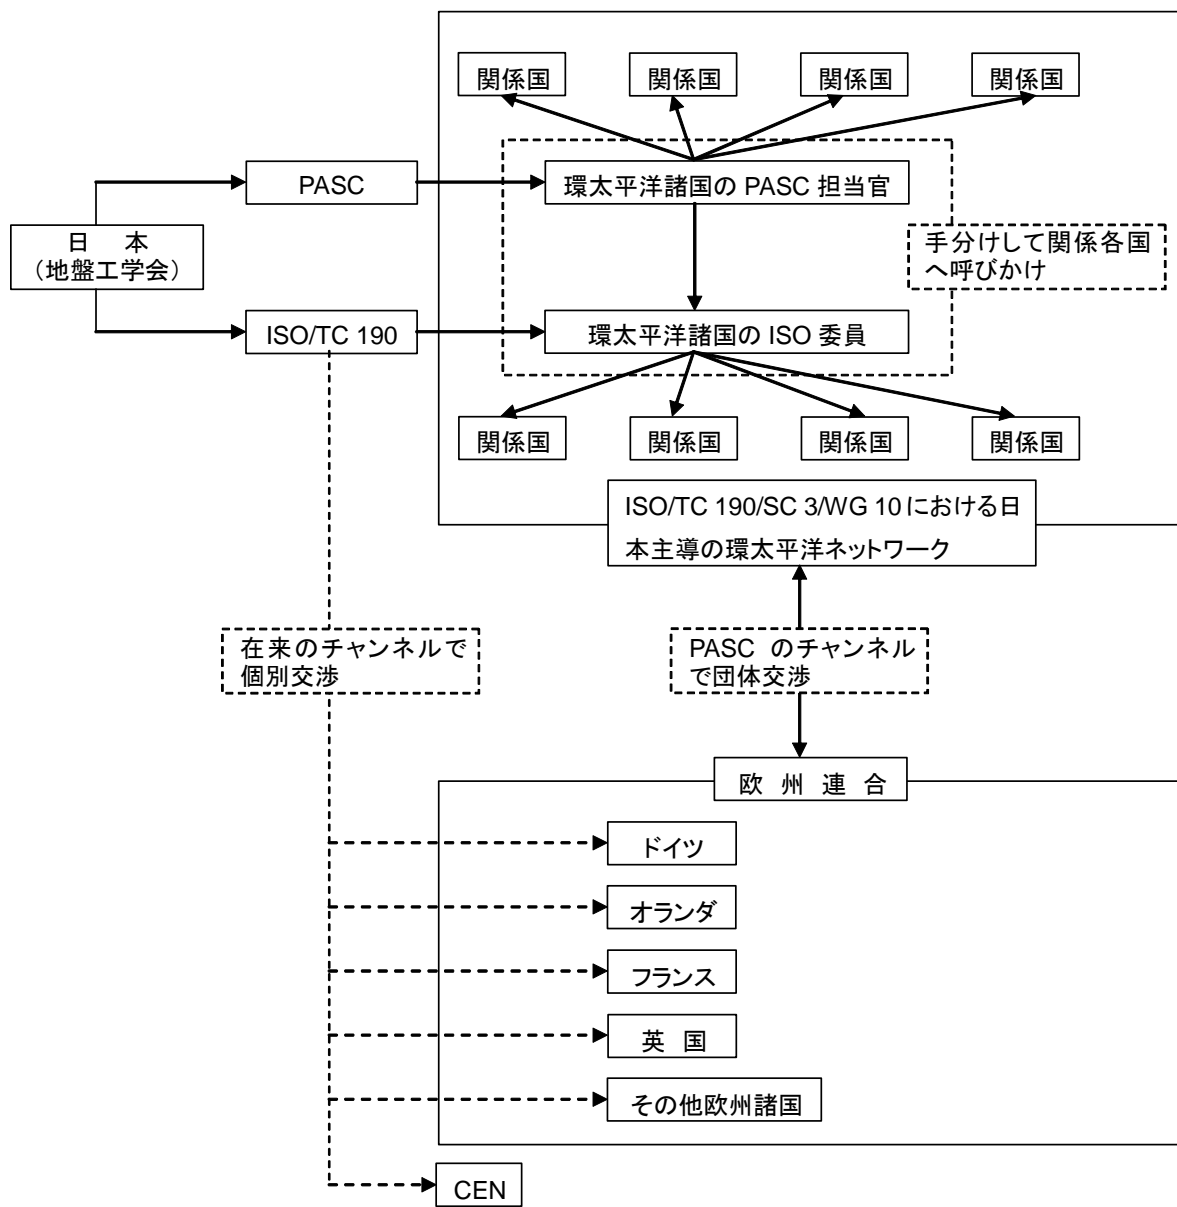 関係国
関係国
関係国
関係国
PASC
環太平洋諸国の PASC 担当官
日 本
（地盤工学会）
手分けして関係各国
へ呼びかけ
ISO/TC 190
環太平洋諸国の ISO 委員
関係国
関係国
関係国
関係国
ISO/TC 190/SC 3/WG 10 における日
本主導の環太平洋ネットワーク
在来のチャンネルで
個別交渉
PASC のチャンネル
で団体交渉
欧 州 連 合
ドイツ
オランダ
フランス
英 国
その他欧州諸国
CEN